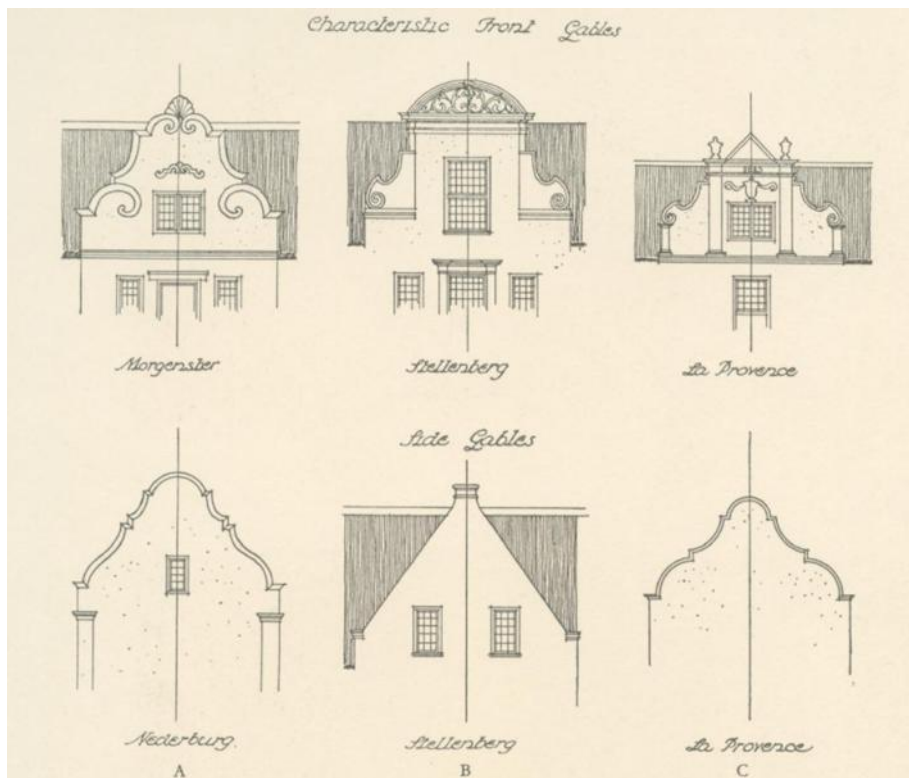 Characteristic Front Gables
Morgenster
Stellenberg
La Provence
Side Gables
Nederburg.
Stellenberg
La Provence
A
B
C